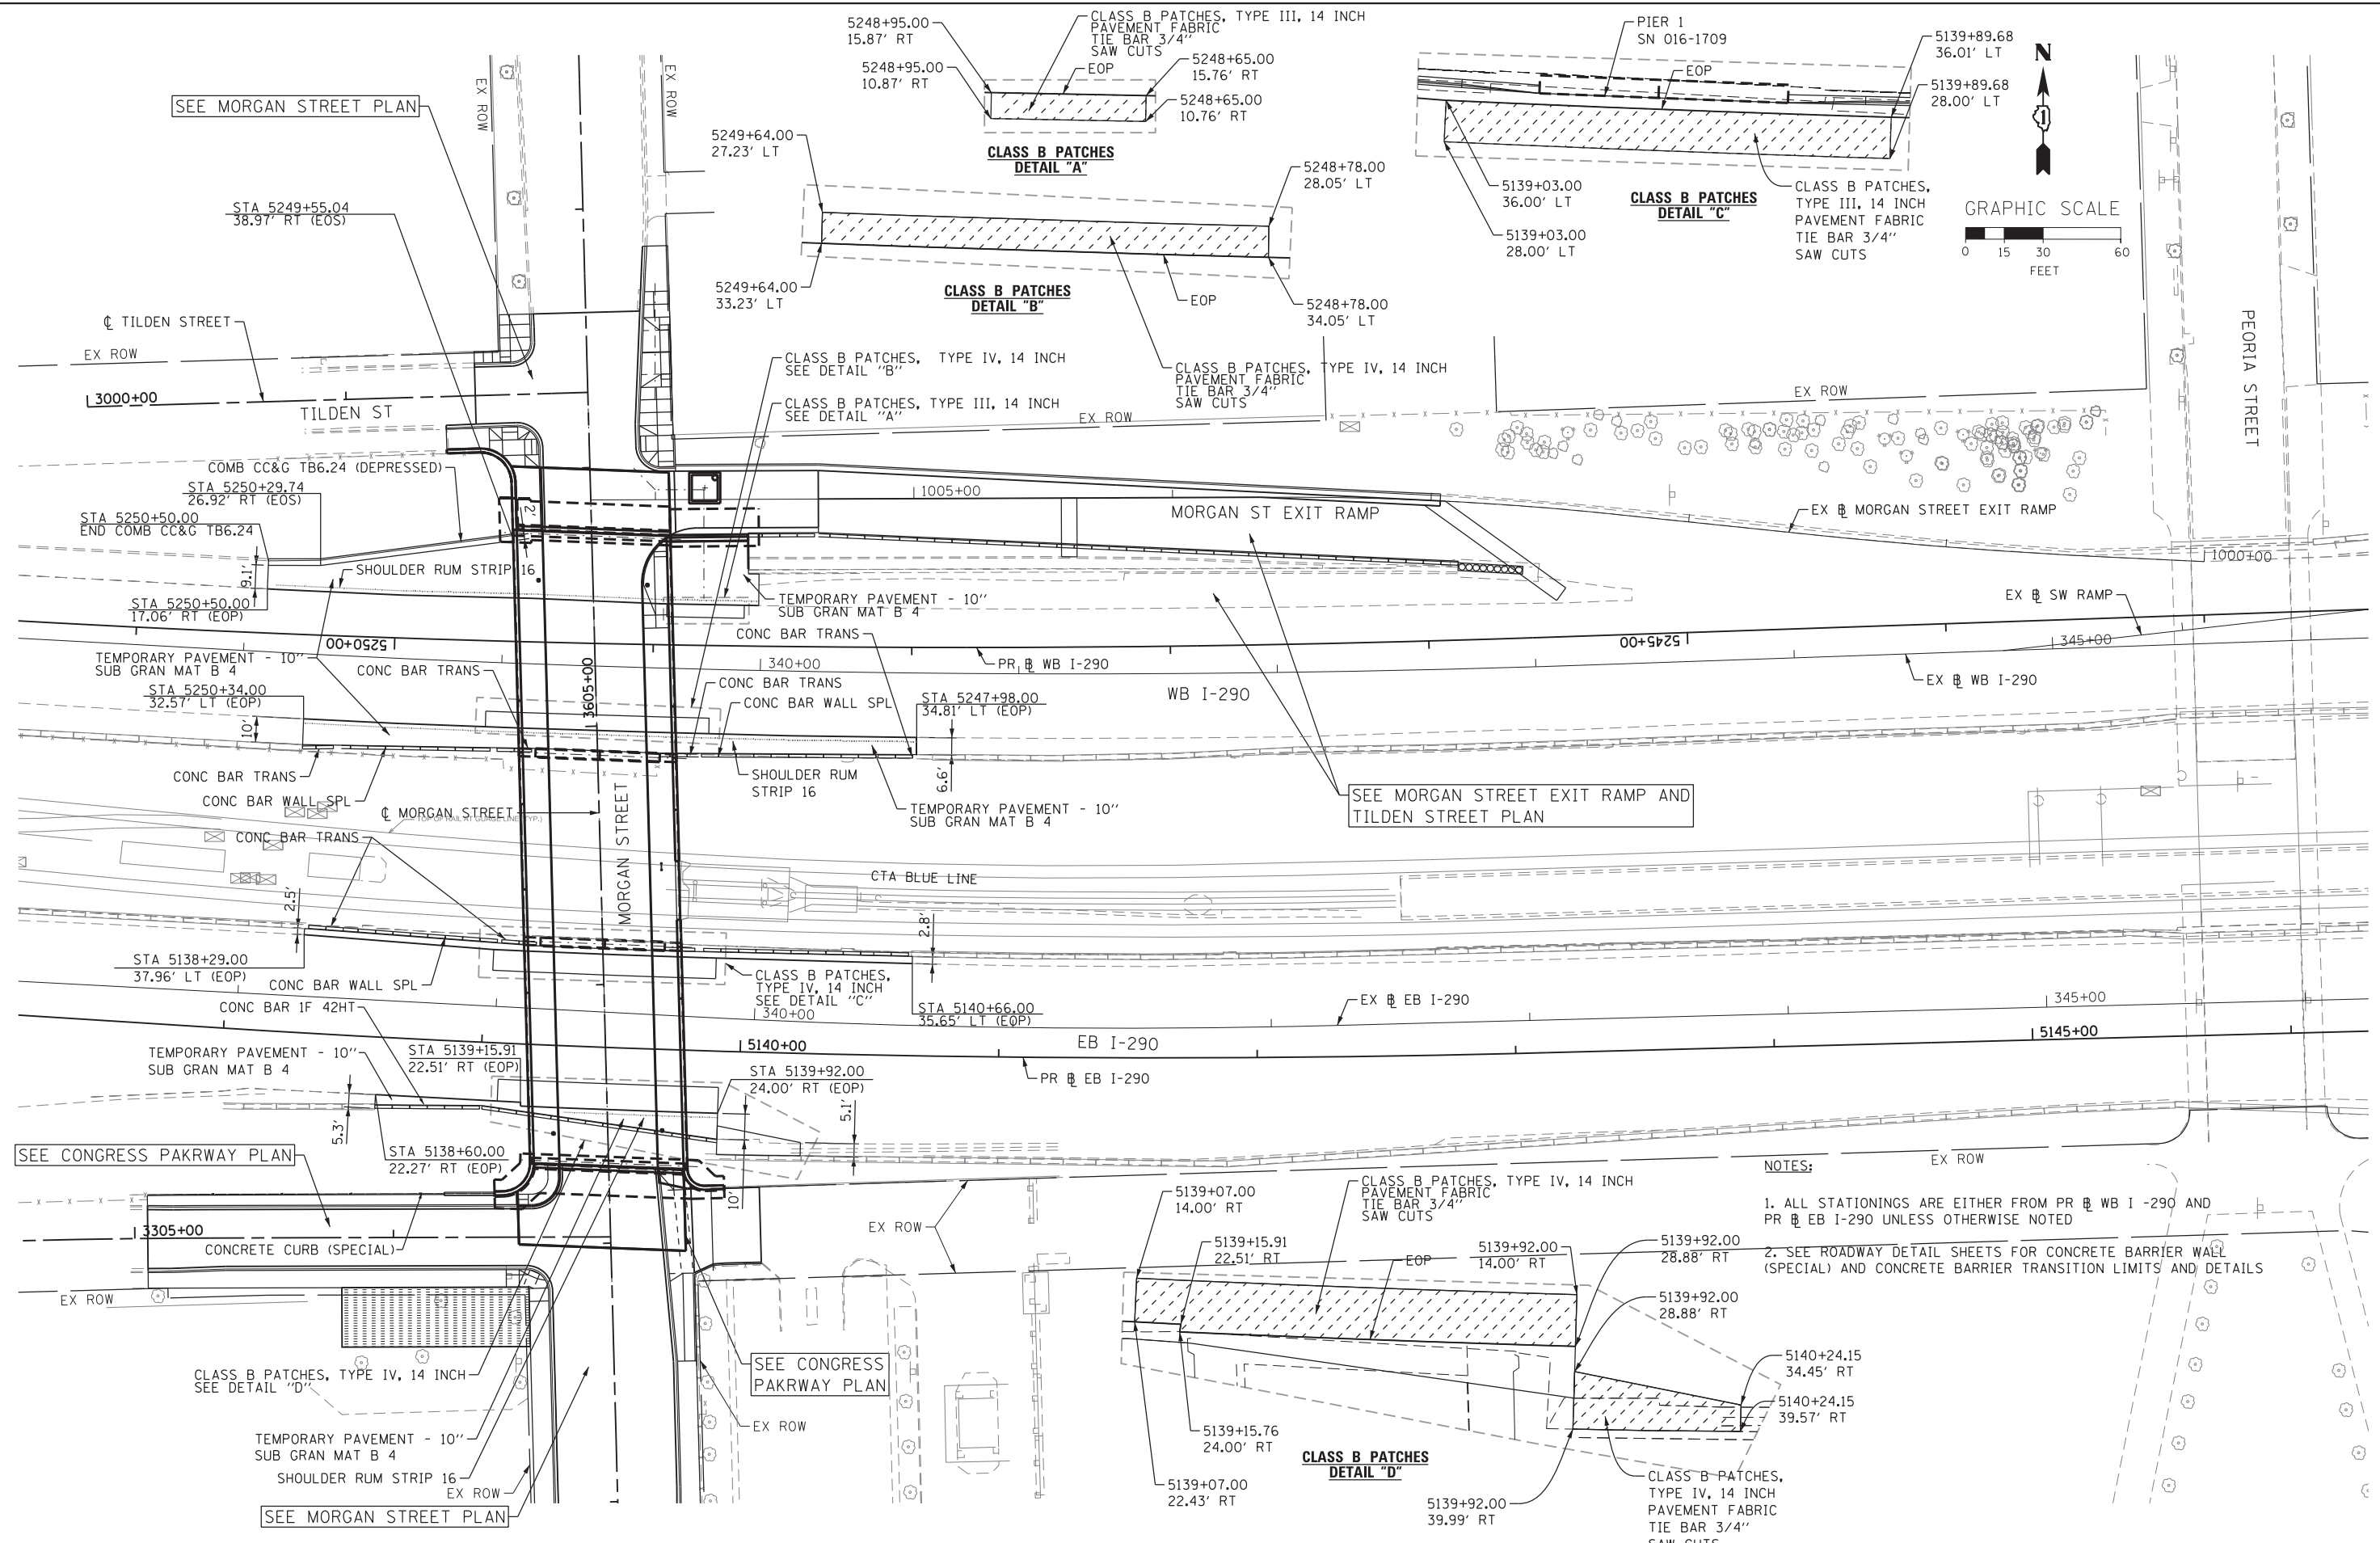 5248+95.00
15.87' RT
5248+95.00
10.87' RT
CLASS B PATCHES, TYPE III, 14 INCH
PAVEMENT FABRIC
TIE BAR 3/4''
SAW CUTS
EOP
5248+65.00
15.76' RT
5248+65.00
10.76' RT
CLASS B PATCHES
DETAIL "A"
PIER 1
SN 016-1709
EOP
5139+89.68
36.01' LT
5139+89.68
28.00' LT
5139+03.00
36.00' LT
5139+03.00
28.00' LT
CLASS B PATCHES
DETAIL "C"
CLASS B PATCHES,
TYPE III, 14 INCH
PAVEMENT FABRIC
TIE BAR 3/4''
SAW CUTS
N
GRAPHIC SCALE
0 15 30 60
FEET
5249+64.00
27.23' LT
5248+78.00
28.05' LT
5249+64.00
33.23' LT
CLASS B PATCHES
DETAIL "B"
EOP
5248+78.00
34.05' LT
CLASS B PATCHES, TYPE IV, 14 INCH
PAVEMENT FABRIC
TIE BAR 3/4''
SAW CUTS
EX ROW
EX ROW
SEE MORGAN STREET PLAN
STA 5249+55.04
38.97' RT (EOS)
℄ TILDEN STREET
EX ROW
3000+00
TILDEN ST
CLASS B PATCHES, TYPE IV, 14 INCH
SEE DETAIL ''B''
CLASS B PATCHES, TYPE III, 14 INCH
SEE DETAIL ''A''
EX ROW
EX ROW
PEORIA STREET
COMB CC&G TB6.24 (DEPRESSED)
STA 5250+29.74
26.92' RT (EOS)
STA 5250+50.00
END COMB CC&G TB6.24
2'
1005+00
MORGAN ST EXIT RAMP
EX B MORGAN STREET EXIT RAMP
1000+00
9.1'
SHOULDER RUM STRIP 16
STA 5250+50.00
17.06' RT (EOP)
TEMPORARY PAVEMENT - 10''
SUB GRAN MAT B 4
EX B SW RAMP
5250+00
CONC BAR TRANS
5245+00
345+00
TEMPORARY PAVEMENT - 10''
SUB GRAN MAT B 4
CONC BAR TRANS
340+00
PR B WB I-290
STA 5250+34.00
32.57' LT (EOP)
CONC BAR TRANS
CONC BAR WALL SPL
WB I-290
STA 5247+98.00
34.81' LT (EOP)
EX B WB I-290
3605+00
10'
CONC BAR TRANS
CONC BAR WALL SPL
SHOULDER RUM
STRIP 16
6.6'
TEMPORARY PAVEMENT - 10''
SUB GRAN MAT B 4
SEE MORGAN STREET EXIT RAMP AND
TILDEN STREET PLAN
℄ MORGAN STREET
CONC BAR TRANS
MORGAN STREET
CTA BLUE LINE
2.5'
2.8'
STA 5138+29.00
37.96' LT (EOP)
CONC BAR WALL SPL
CLASS B PATCHES,
TYPE IV, 14 INCH
SEE DETAIL ''C''
340+00
STA 5140+66.00
35.65' LT (EOP)
EX B EB I-290
345+00
CONC BAR 1F 42HT
5140+00
EB I-290
5145+00
TEMPORARY PAVEMENT - 10''
SUB GRAN MAT B 4
STA 5139+15.91
22.51' RT (EOP)
STA 5139+92.00
24.00' RT (EOP)
PR B EB I-290
5.3'
5.1'
SEE CONGRESS PAKRWAY PLAN
STA 5138+60.00
22.27' RT (EOP)
10'
3305+00
CONCRETE CURB (SPECIAL)
EX ROW
EX ROW
EX ROW
NOTES:
1. ALL STATIONINGS ARE EITHER FROM PR B WB I -290 AND
PR B EB I-290 UNLESS OTHERWISE NOTED
2. SEE ROADWAY DETAIL SHEETS FOR CONCRETE BARRIER WALL
(SPECIAL) AND CONCRETE BARRIER TRANSITION LIMITS AND DETAILS
5139+07.00
14.00' RT
CLASS B PATCHES, TYPE IV, 14 INCH
PAVEMENT FABRIC
TIE BAR 3/4''
SAW CUTS
5139+15.91
22.51' RT
EOP
5139+92.00
14.00' RT
5139+92.00
28.88' RT
5139+92.00
28.88' RT
5140+24.15
34.45' RT
5140+24.15
39.57' RT
5139+15.76
24.00' RT
5139+07.00
22.43' RT
CLASS B PATCHES
DETAIL "D"
5139+92.00
39.99' RT
CLASS B PATCHES,
TYPE IV, 14 INCH
PAVEMENT FABRIC
TIE BAR 3/4''
SAW CUTS
CLASS B PATCHES, TYPE IV, 14 INCH
SEE DETAIL ''D''
SEE CONGRESS
PAKRWAY PLAN
EX ROW
TEMPORARY PAVEMENT - 10''
SUB GRAN MAT B 4
SHOULDER RUM STRIP 16
EX ROW
SEE MORGAN STREET PLAN